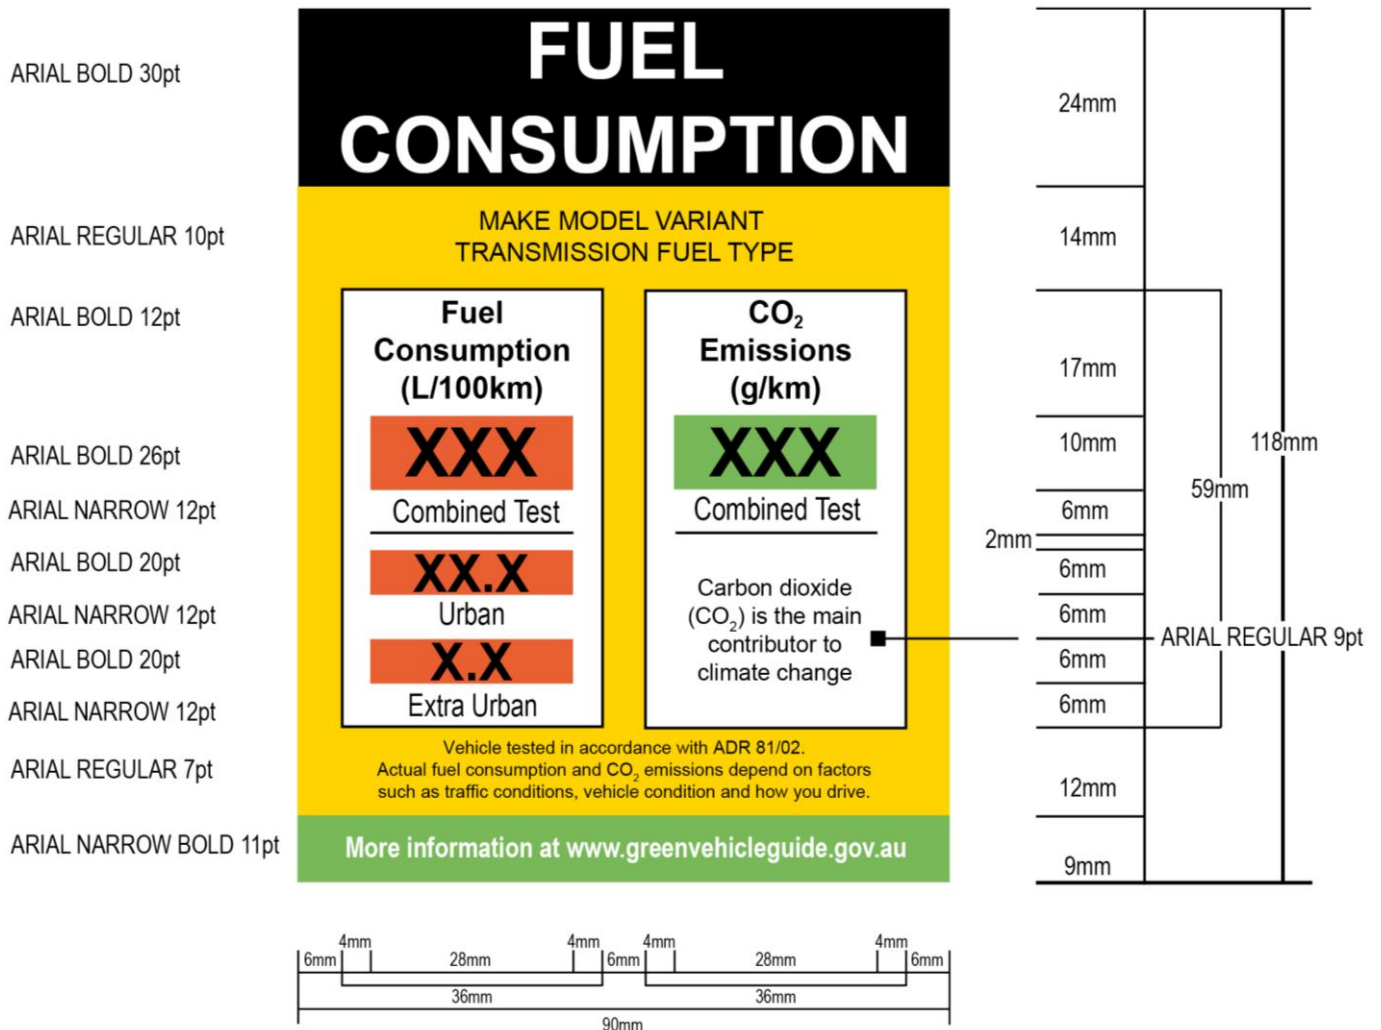 ARIAL BOLD 30pt
FUEL
CONSUMPTION
24mm
ARIAL REGULAR 10pt
MAKE MODEL VARIANT
TRANSMISSION FUEL TYPE
14mm
ARIAL BOLD 12pt
Fuel
Consumption
(L/100km)
CO₂
Emissions
(g/km)
17mm
ARIAL BOLD 26pt
XXX
XXX
10mm
118mm
59mm
ARIAL NARROW 12pt
Combined Test
Combined Test
6mm
2mm
ARIAL BOLD 20pt
XX.X
6mm
ARIAL NARROW 12pt
Urban
6mm
ARIAL BOLD 20pt
X.X
6mm
ARIAL NARROW 12pt
Extra Urban
6mm
Carbon dioxide
(CO₂) is the main
contributor to
climate change
ARIAL REGULAR 9pt
ARIAL REGULAR 7pt
Vehicle tested in accordance with ADR 81/02.
Actual fuel consumption and CO₂ emissions depend on factors
such as traffic conditions, vehicle condition and how you drive.
12mm
ARIAL NARROW BOLD 11pt
More information at www.greenvehicleguide.gov.au
9mm
4mm 4mm 4mm 4mm
6mm 28mm 6mm 28mm 6mm
36mm 36mm
90mm